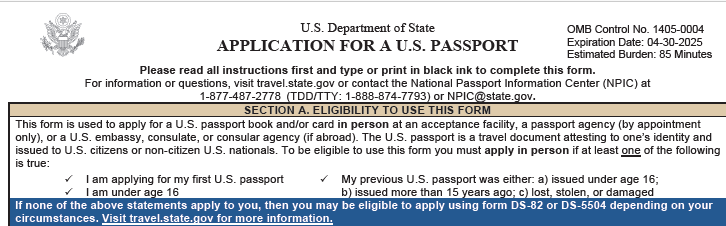 U.S. Department of State
APPLICATION FOR A U.S. PASSPORT
OMB Control No. 1405-0004
Expiration Date: 04-30-2025
Estimated Burden: 85 Minutes
Please read all instructions first and type or print in black ink to complete this form.
For information or questions, visit travel.state.gov or contact the National Passport Information Center (NPIC) at
1-877-487-2778 (TDD/TTY: 1-888-874-7793) or NPIC@state.gov.
SECTION A. ELIGIBILITY TO USE THIS FORM
This form is used to apply for a U.S. passport book and/or card in person at an acceptance facility, a passport agency (by appointment
only), or a U.S. embassy, consulate, or consular agency (if abroad). The U.S. passport is a travel document attesting to one's identity and
issued to U.S. citizens or non-citizen U.S. nationals. To be eligible to use this form you must apply in person if at least one of the following
is true:
✓ I am applying for my first U.S. passport
✓ I am under age 16
✓ My previous U.S. passport was either: a) issued under age 16;
b) issued more than 15 years ago; c) lost, stolen, or damaged
If none of the above statements apply to you, then you may be eligible to apply using form DS-82 or DS-5504 depending on your
circumstances. Visit travel.state.gov for more information.